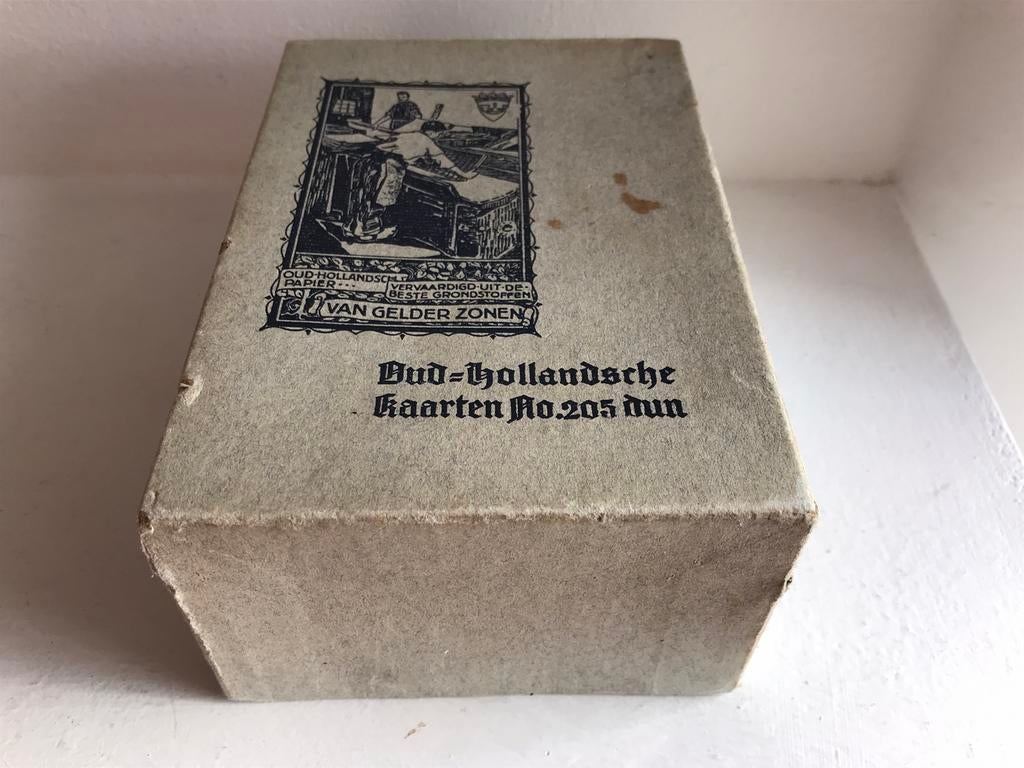 OUD-HOLLANDSCH
PAPIER···
VERVAARDIGD·UIT·DE·
BESTE GRONDSTOFFEN
VAN GELDER ZONEN
Oud=Hollandsche
Kaarten No.205 dun